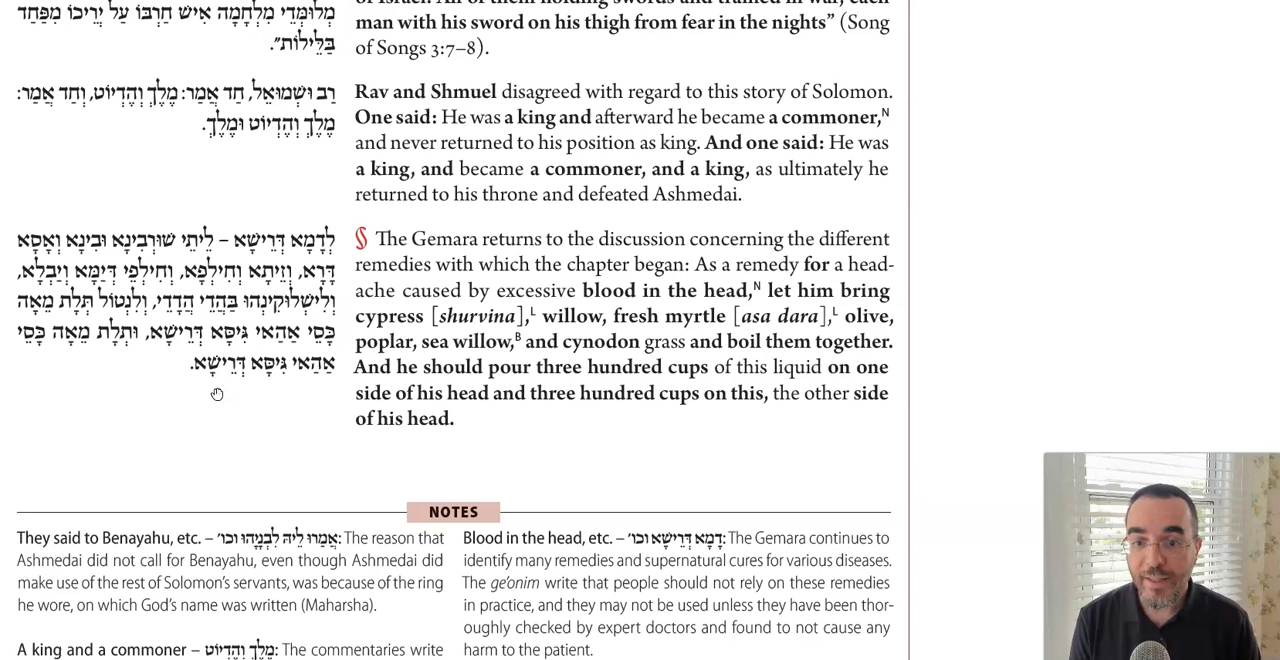 מְלוּמְּדֵי מִלְחָמָה אִישׁ חַרְבּוֹ עַל יְרֵיכוֹ מִפַּחַד
בַּלֵּילוֹת״.
רַב וּשְׁמוּאֵל, חַד אָמַר: מֶלֶךְ וְהֶדְיוֹט, וְחַד אָמַר:
מֶלֶךְ וְהֶדְיוֹט וּמֶלֶךְ.
לִדְמָא דְּרֵישָׁא – לֵיתֵי שׁוּרְבִּינָא וּבִינָא וְאָסָא
דָּרָא, וְזֵיתָא וְחִילְפָא, וְחִילְפֵי דְּיַמָּא וְיַבְלָא,
וְלִישְׁלוֹקִינְהוּ בַּהֲדֵי הֲדָדֵי, וְלִנְטוֹל תְּלָת מְאָה
כָּסֵי אַהַאי גִּיסָא דְּרֵישָׁא, וּתְלָת מְאָה כָּסֵי
אַהַאי גִּיסָא דְּרֵישָׁא.
of Israel. All of them holding swords and trained in war, each
man with his sword on his thigh from fear in the nights” (Song
of Songs 3:7–8).
Rav and Shmuel disagreed with regard to this story of Solomon.
One said: He was a king and afterward he became a commoner,N
and never returned to his position as king. And one said: He was
a king, and became a commoner, and a king, as ultimately he
returned to his throne and defeated Ashmedai.
§ The Gemara returns to the discussion concerning the different
remedies with which the chapter began: As a remedy for a head-
ache caused by excessive blood in the head,N let him bring
cypress [shurvina],L willow, fresh myrtle [asa dara],L olive,
poplar, sea willow,B and cynodon grass and boil them together.
And he should pour three hundred cups of this liquid on one
side of his head and three hundred cups on this, the other side
of his head.
NOTES
They said to Benayahu, etc. – אָמְרוּ לֵיהּ לִבְנָיָהוּ וכו׳: The reason that
Ashmedai did not call for Benayahu, even though Ashmedai did
make use of the rest of Solomon’s servants, was because of the ring
he wore, on which God’s name was written (Maharsha).
A king and a commoner – מֶלֶךְ וְהֶדְיוֹט: The commentaries write
Blood in the head, etc. – דְּמָא דְּרֵישָׁא וכו׳: The Gemara continues to
identify many remedies and supernatural cures for various diseases.
The ge’onim write that people should not rely on these remedies
in practice, and they may not be used unless they have been thor-
oughly checked by expert doctors and found to not cause any
harm to the patient.